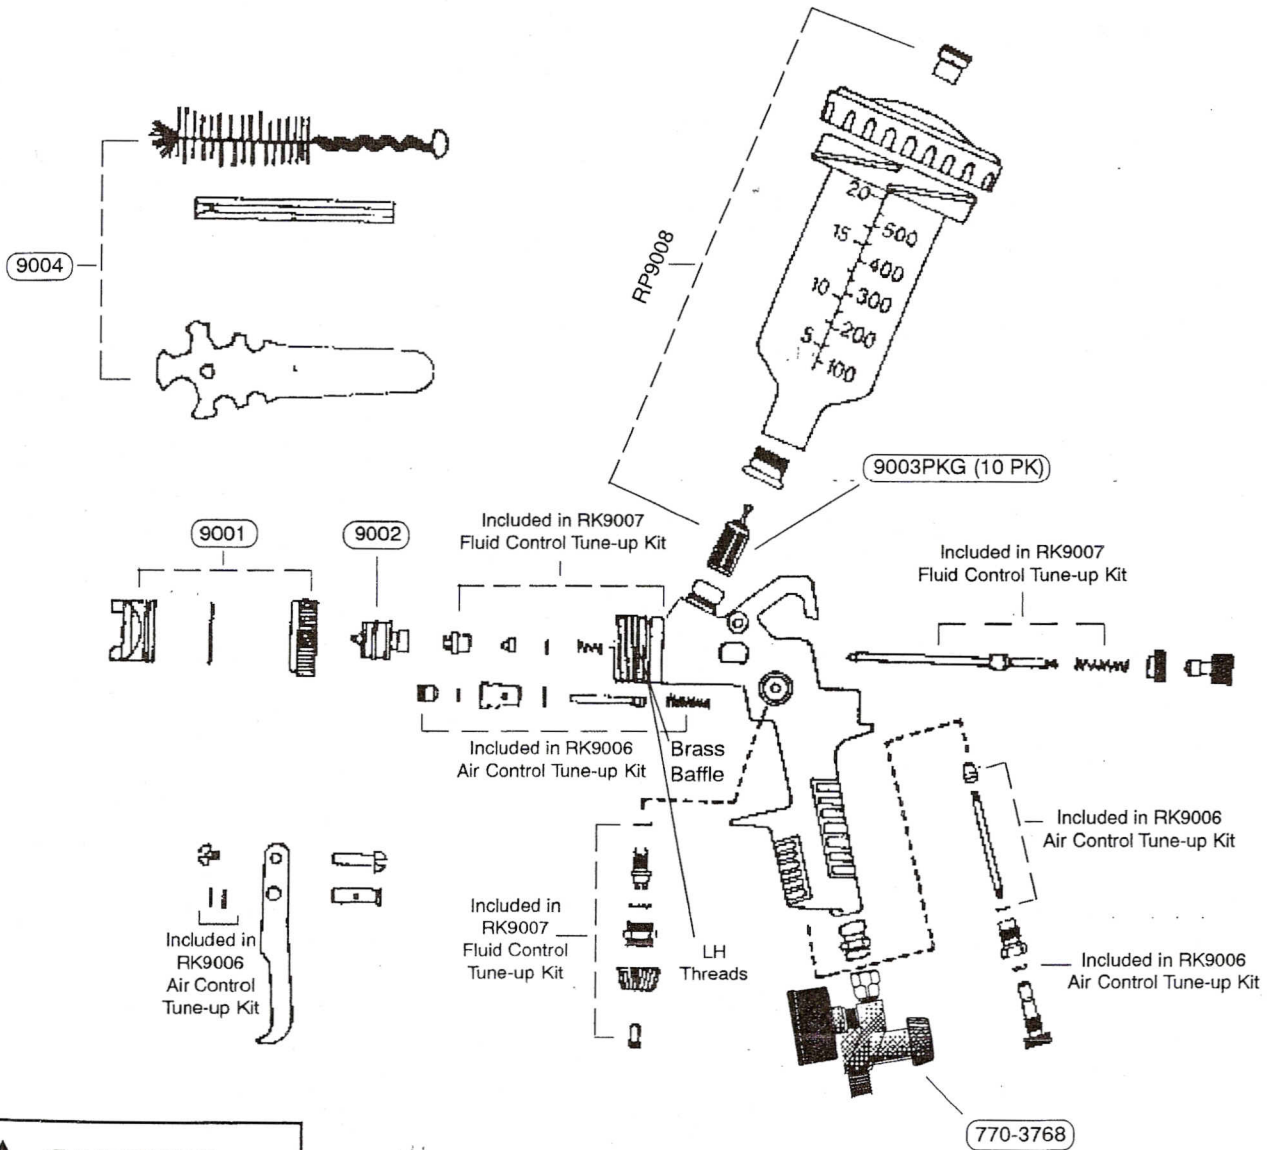 RP9008
20
15
10
5
500
400
300
200
100
9004
9003PKG (10 PK)
9001
9002
Included in RK9007
Fluid Control Tune-up Kit
Included in RK9007
Fluid Control Tune-up Kit
Included in RK9006
Air Control Tune-up Kit
Brass
Baffle
Included in RK9006
Air Control Tune-up Kit
Included in
RK9006
Air Control
Tune-up Kit
Included in
RK9007
Fluid Control
Tune-up Kit
LH
Threads
Included in RK9006
Air Control Tune-up Kit
770-3768